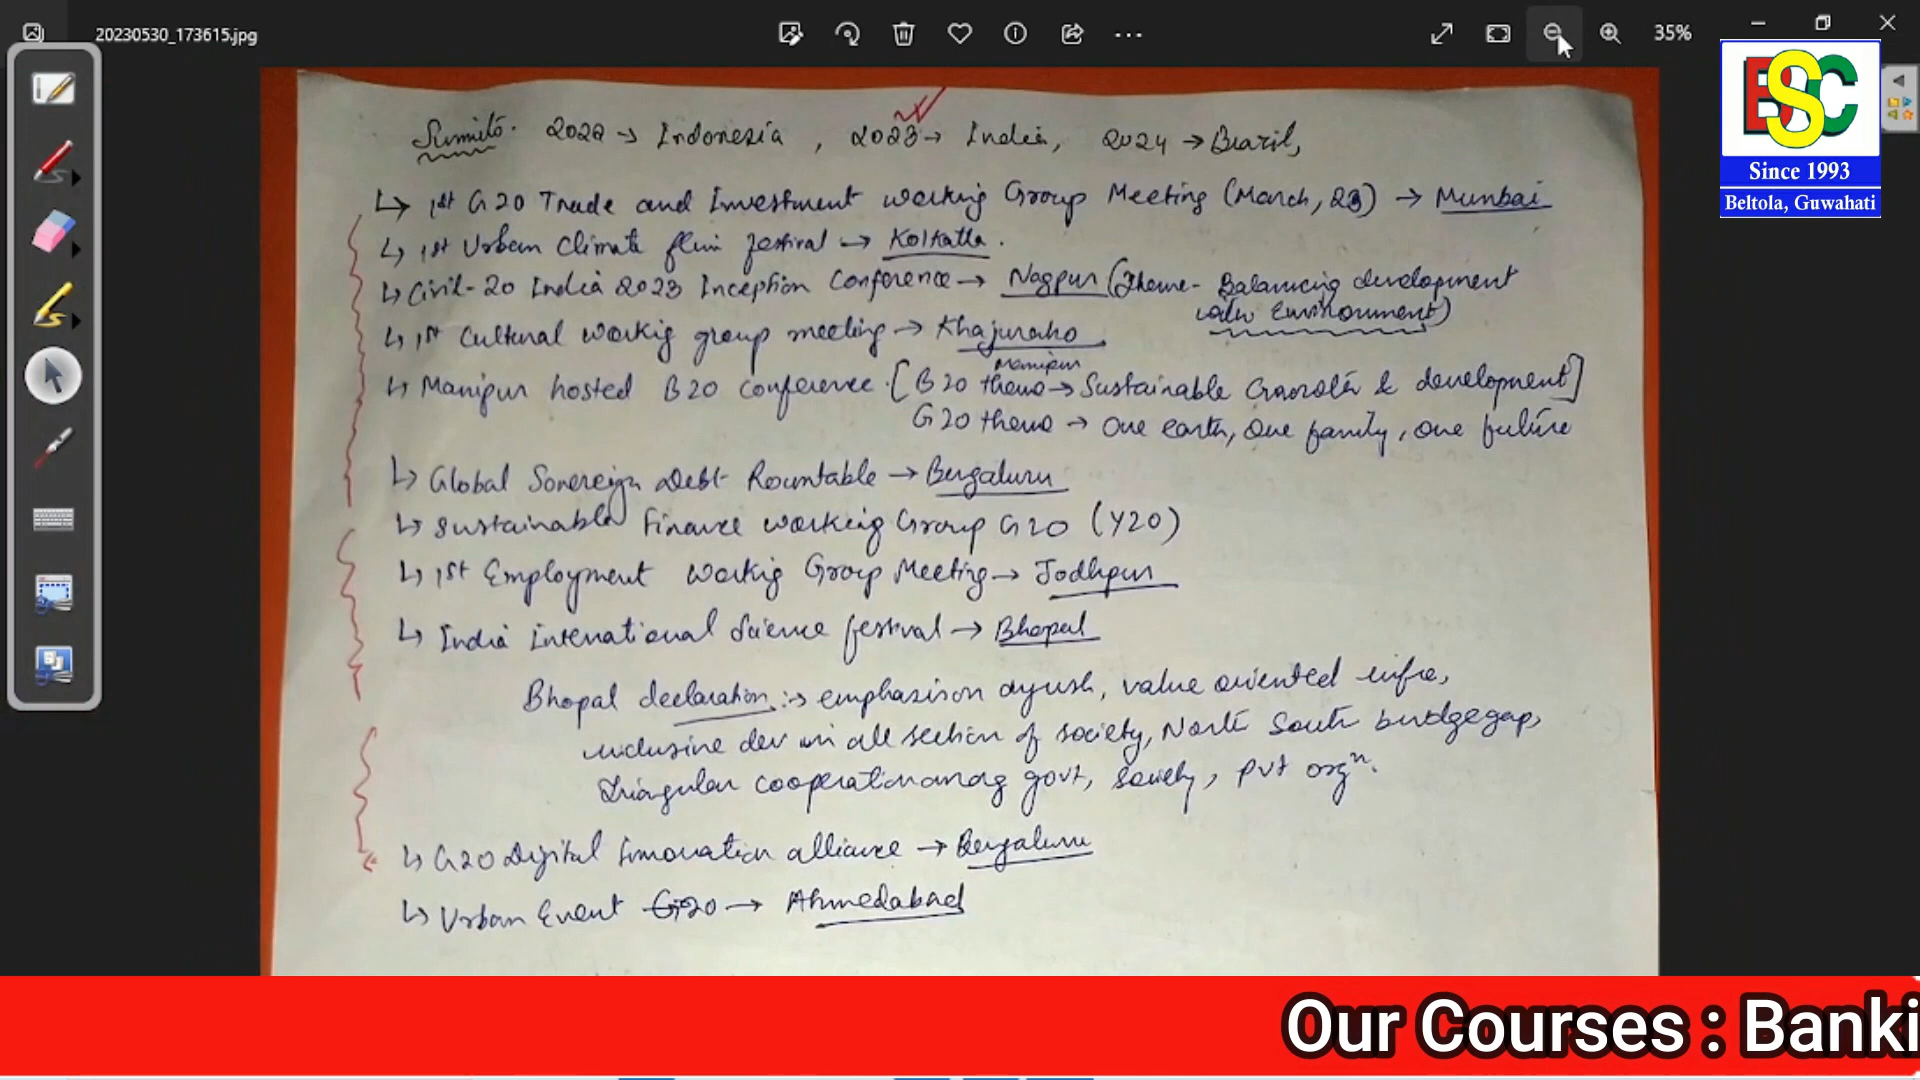 20230530_173615.jpg
35%
BSC
Since 1993
Beltola, Guwahati
Summits. 2022 → Indonesia, 2023 → India, 2024 → Brazil,
↳ 1st G20 Trade and Investment working Group Meeting (March, 23) → Mumbai
↳ 1st Urban Climate film festival → Kolkatta.
↳ Civil-20 India 2023 Inception Conference → Nagpur (Theme - Balancing development
with Environment)
↳ 1st Cultural workig group meeting → Khajuraho
Manipur
↳ Manipur hosted B20 conference. [B20 theme → Sustainable Growth & development]
G20 theme → One earth, One family, one future
↳ Global Sovereign Debt Rountable → Bengaluru
↳ Sustainable Finance working Group G20 (Y20)
↳ 1st Employment workig Group Meeting → Jodhpur
↳ India International Science festival → Bhopal
Bhopal declaration :→ emphasis on ayush, value oriented infra,
inclusive dev in all section of society, North South bridge gap,
Triangular cooperation among govt, society, pvt orgⁿ.
↳ G20 Digital Innovation alliance → Bengaluru
↳ Urban Event G20 → Ahmedabad
Our Courses : Banki